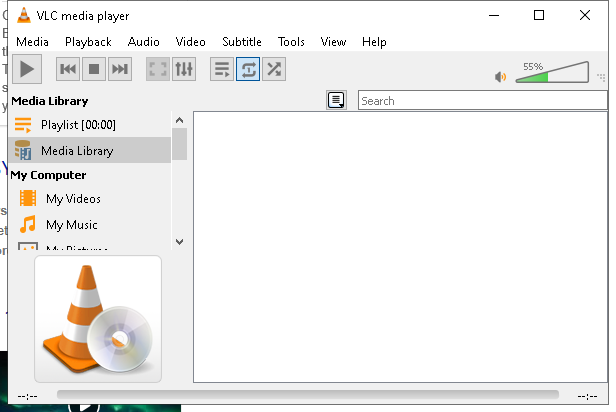 VLC media player
Media Playback Audio Video Subtitle Tools View Help
55%
Media Library
Search
Playlist [00:00]
Media Library
My Computer
My Videos
My Music
My Pictures
--:-- --:--